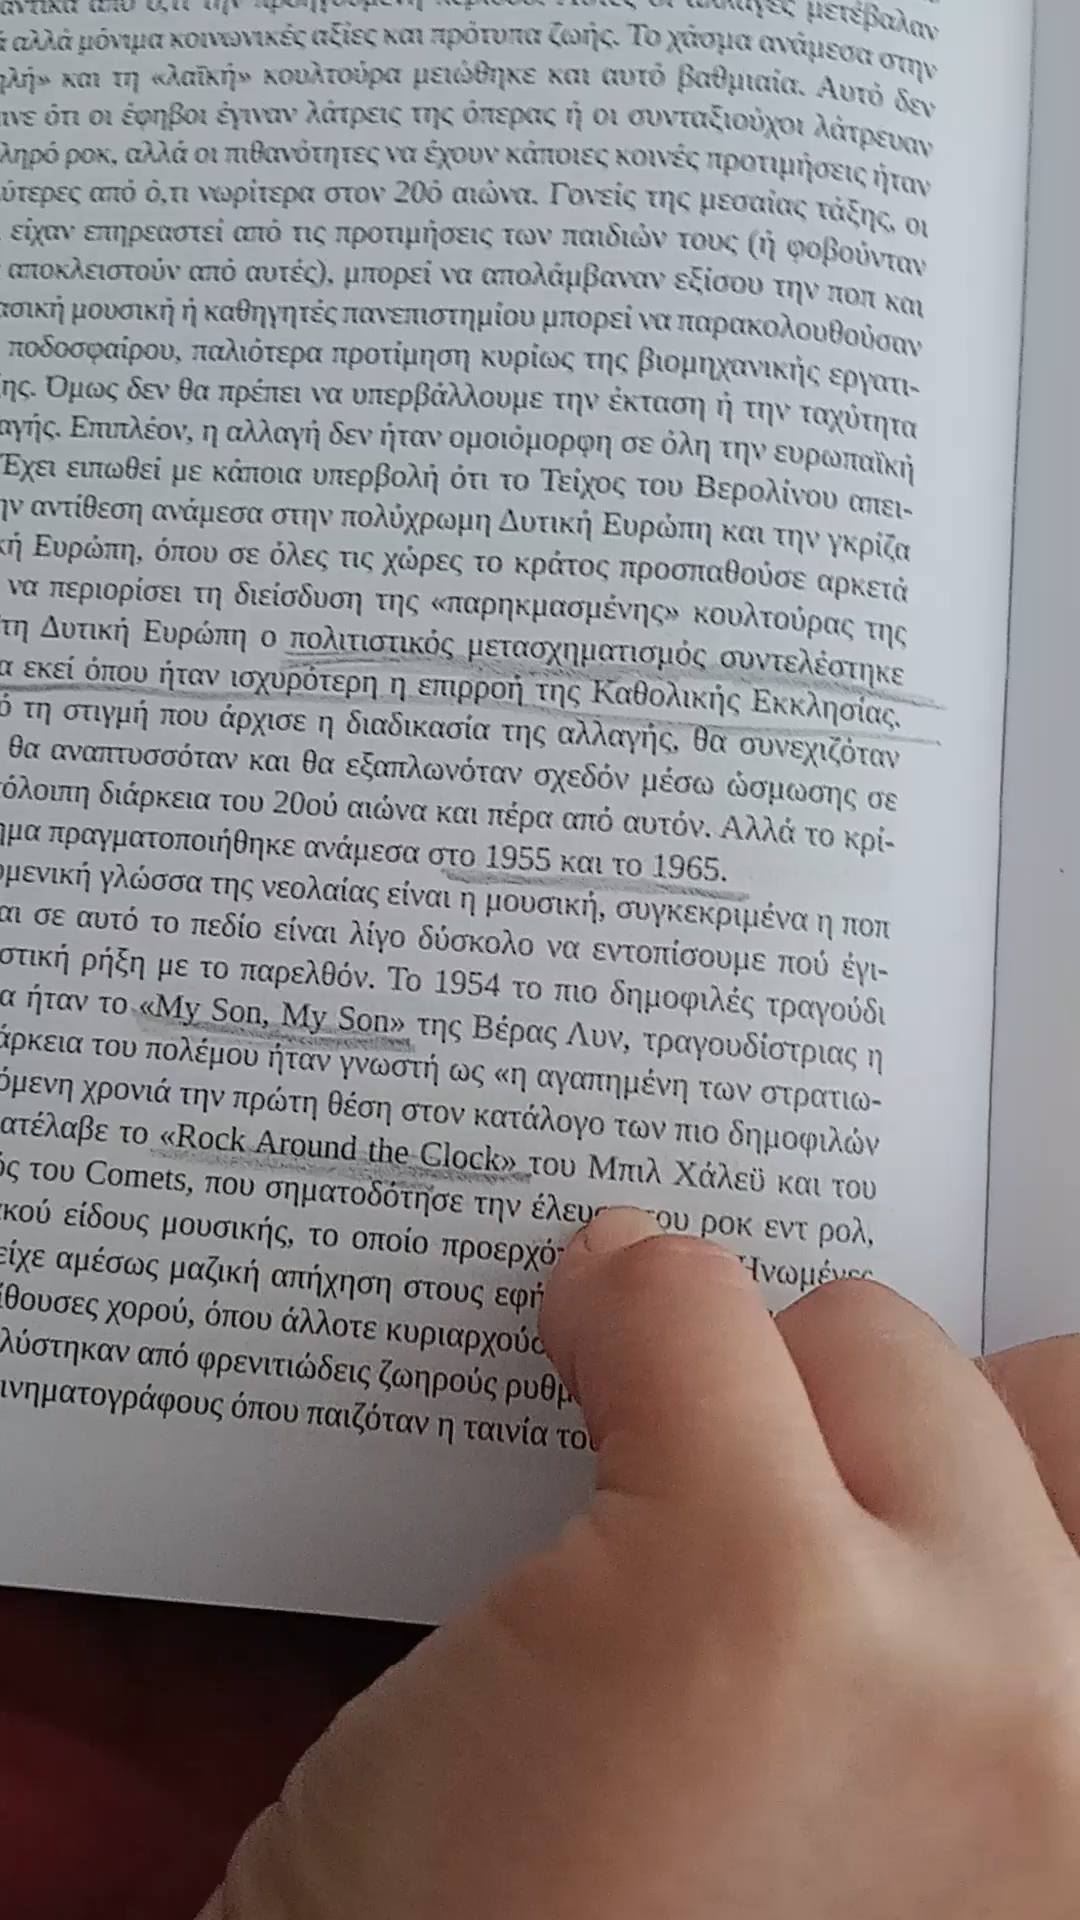 μετέβαλαν
αλλά μόνιμα κοινωνικές αξίες και πρότυπα ζωής. Το χάσμα ανάμεσα στην
και τη «λαϊκή» κουλτούρα μειώθηκε και αυτό βαθμιαία. Αυτό δεν
ότι οι έφηβοι έγιναν λάτρεις της όπερας ή οι συνταξιούχοι λάτρευαν
ροκ, αλλά οι πιθανότητες να έχουν κάποιες κοινές προτιμήσεις ήταν
από ό,τι νωρίτερα στον 20ό αιώνα. Γονείς της μεσαίας τάξης, οι
είχαν επηρεαστεί από τις προτιμήσεις των παιδιών τους (ή φοβούνταν
αποκλειστούν από αυτές), μπορεί να απολάμβαναν εξίσου την ποπ και
μουσική ή καθηγητές πανεπιστημίου μπορεί να παρακολουθούσαν
ποδοσφαίρου, παλιότερα προτίμηση κυρίως της βιομηχανικής εργατι-
ης. Όμως δεν θα πρέπει να υπερβάλλουμε την έκταση ή την ταχύτητα
αγής. Επιπλέον, η αλλαγή δεν ήταν ομοιόμορφη σε όλη την ευρωπαϊκή
Έχει ειπωθεί με κάποια υπερβολή ότι το Τείχος του Βερολίνου απει-
ην αντίθεση ανάμεσα στην πολύχρωμη Δυτική Ευρώπη και την γκρίζα
κή Ευρώπη, όπου σε όλες τις χώρες το κράτος προσπαθούσε αρκετά
να περιορίσει τη διείσδυση της «παρηκμασμένης» κουλτούρας της
τη Δυτική Ευρώπη ο πολιτιστικός μετασχηματισμός συντελέστηκε
α εκεί όπου ήταν ισχυρότερη η επιρροή της Καθολικής Εκκλησίας.
ό τη στιγμή που άρχισε η διαδικασία της αλλαγής, θα συνεχιζόταν
θα αναπτυσσόταν και θα εξαπλωνόταν σχεδόν μέσω ώσμωσης σε
όλοιπη διάρκεια του 20ού αιώνα και πέρα από αυτόν. Αλλά το κρί-
ημα πραγματοποιήθηκε ανάμεσα στο 1955 και το 1965.
ομενική γλώσσα της νεολαίας είναι η μουσική, συγκεκριμένα η ποπ
αι σε αυτό το πεδίο είναι λίγο δύσκολο να εντοπίσουμε πού έγι-
στική ρήξη με το παρελθόν. Το 1954 το πιο δημοφιλές τραγούδι
α ήταν το «My Son, My Son» της Βέρας Λυν, τραγουδίστριας η
άρκεια του πολέμου ήταν γνωστή ως «η αγαπημένη των στρατιω-
όμενη χρονιά την πρώτη θέση στον κατάλογο των πιο δημοφιλών
ατέλαβε το «Rock Around the Glock» του Μπιλ Χάλεϋ και του
ός του Comets, που σηματοδότησε την έλευσ του ροκ εντ ρολ,
κού είδους μουσικής, το οποίο προερχό Ηνωμένες
είχε αμέσως μαζική απήχηση στους εφή
ίθουσες χορού, όπου άλλοτε κυριαρχούσ
λύστηκαν από φρενιτιώδεις ζωηρούς ρυθμ
ινηματογράφους όπου παιζόταν η ταινία του